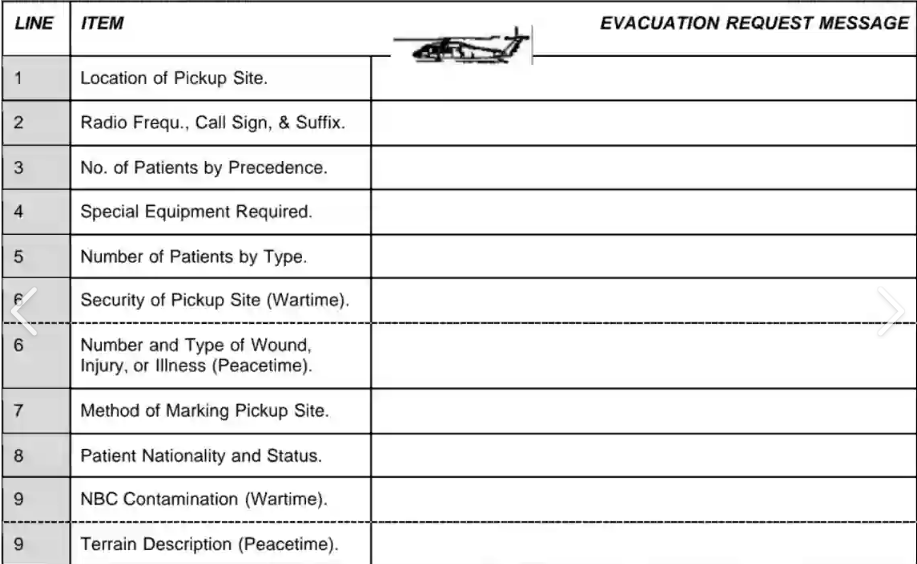 LINE ITEM EVACUATION REQUEST MESSAGE
1 Location of Pickup Site.
2 Radio Frequ., Call Sign, & Suffix.
3 No. of Patients by Precedence.
4 Special Equipment Required.
5 Number of Patients by Type.
6 Security of Pickup Site (Wartime).
6 Number and Type of Wound,
Injury, or Illness (Peacetime).
7 Method of Marking Pickup Site.
8 Patient Nationality and Status.
9 NBC Contamination (Wartime).
9 Terrain Description (Peacetime).